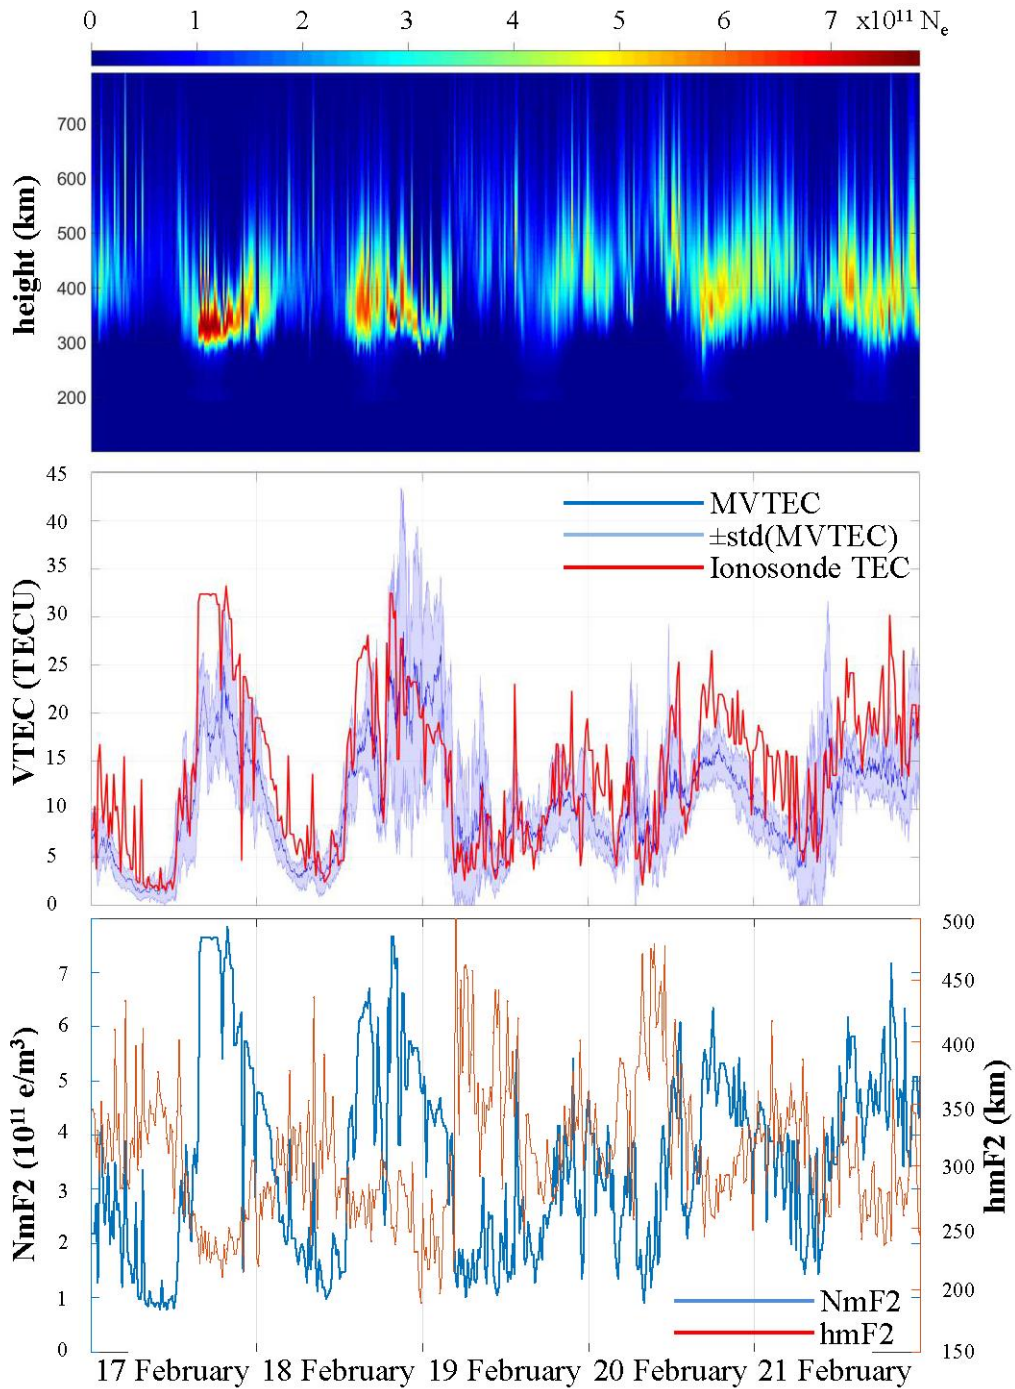 0 1 2 3 4 5 6 7 x10¹¹ Nₑ
height (km)
700
600
500
400
300
200
VTEC (TECU)
45
40
35
30
25
20
15
10
5
0
MVTEC
±std(MVTEC)
Ionosonde TEC
NmF2 (10¹¹ e/m³)
7
6
5
4
3
2
1
0
500
450
400
350
300
250
200
150
hmF2 (km)
NmF2
hmF2
17 February 18 February 19 February 20 February 21 February